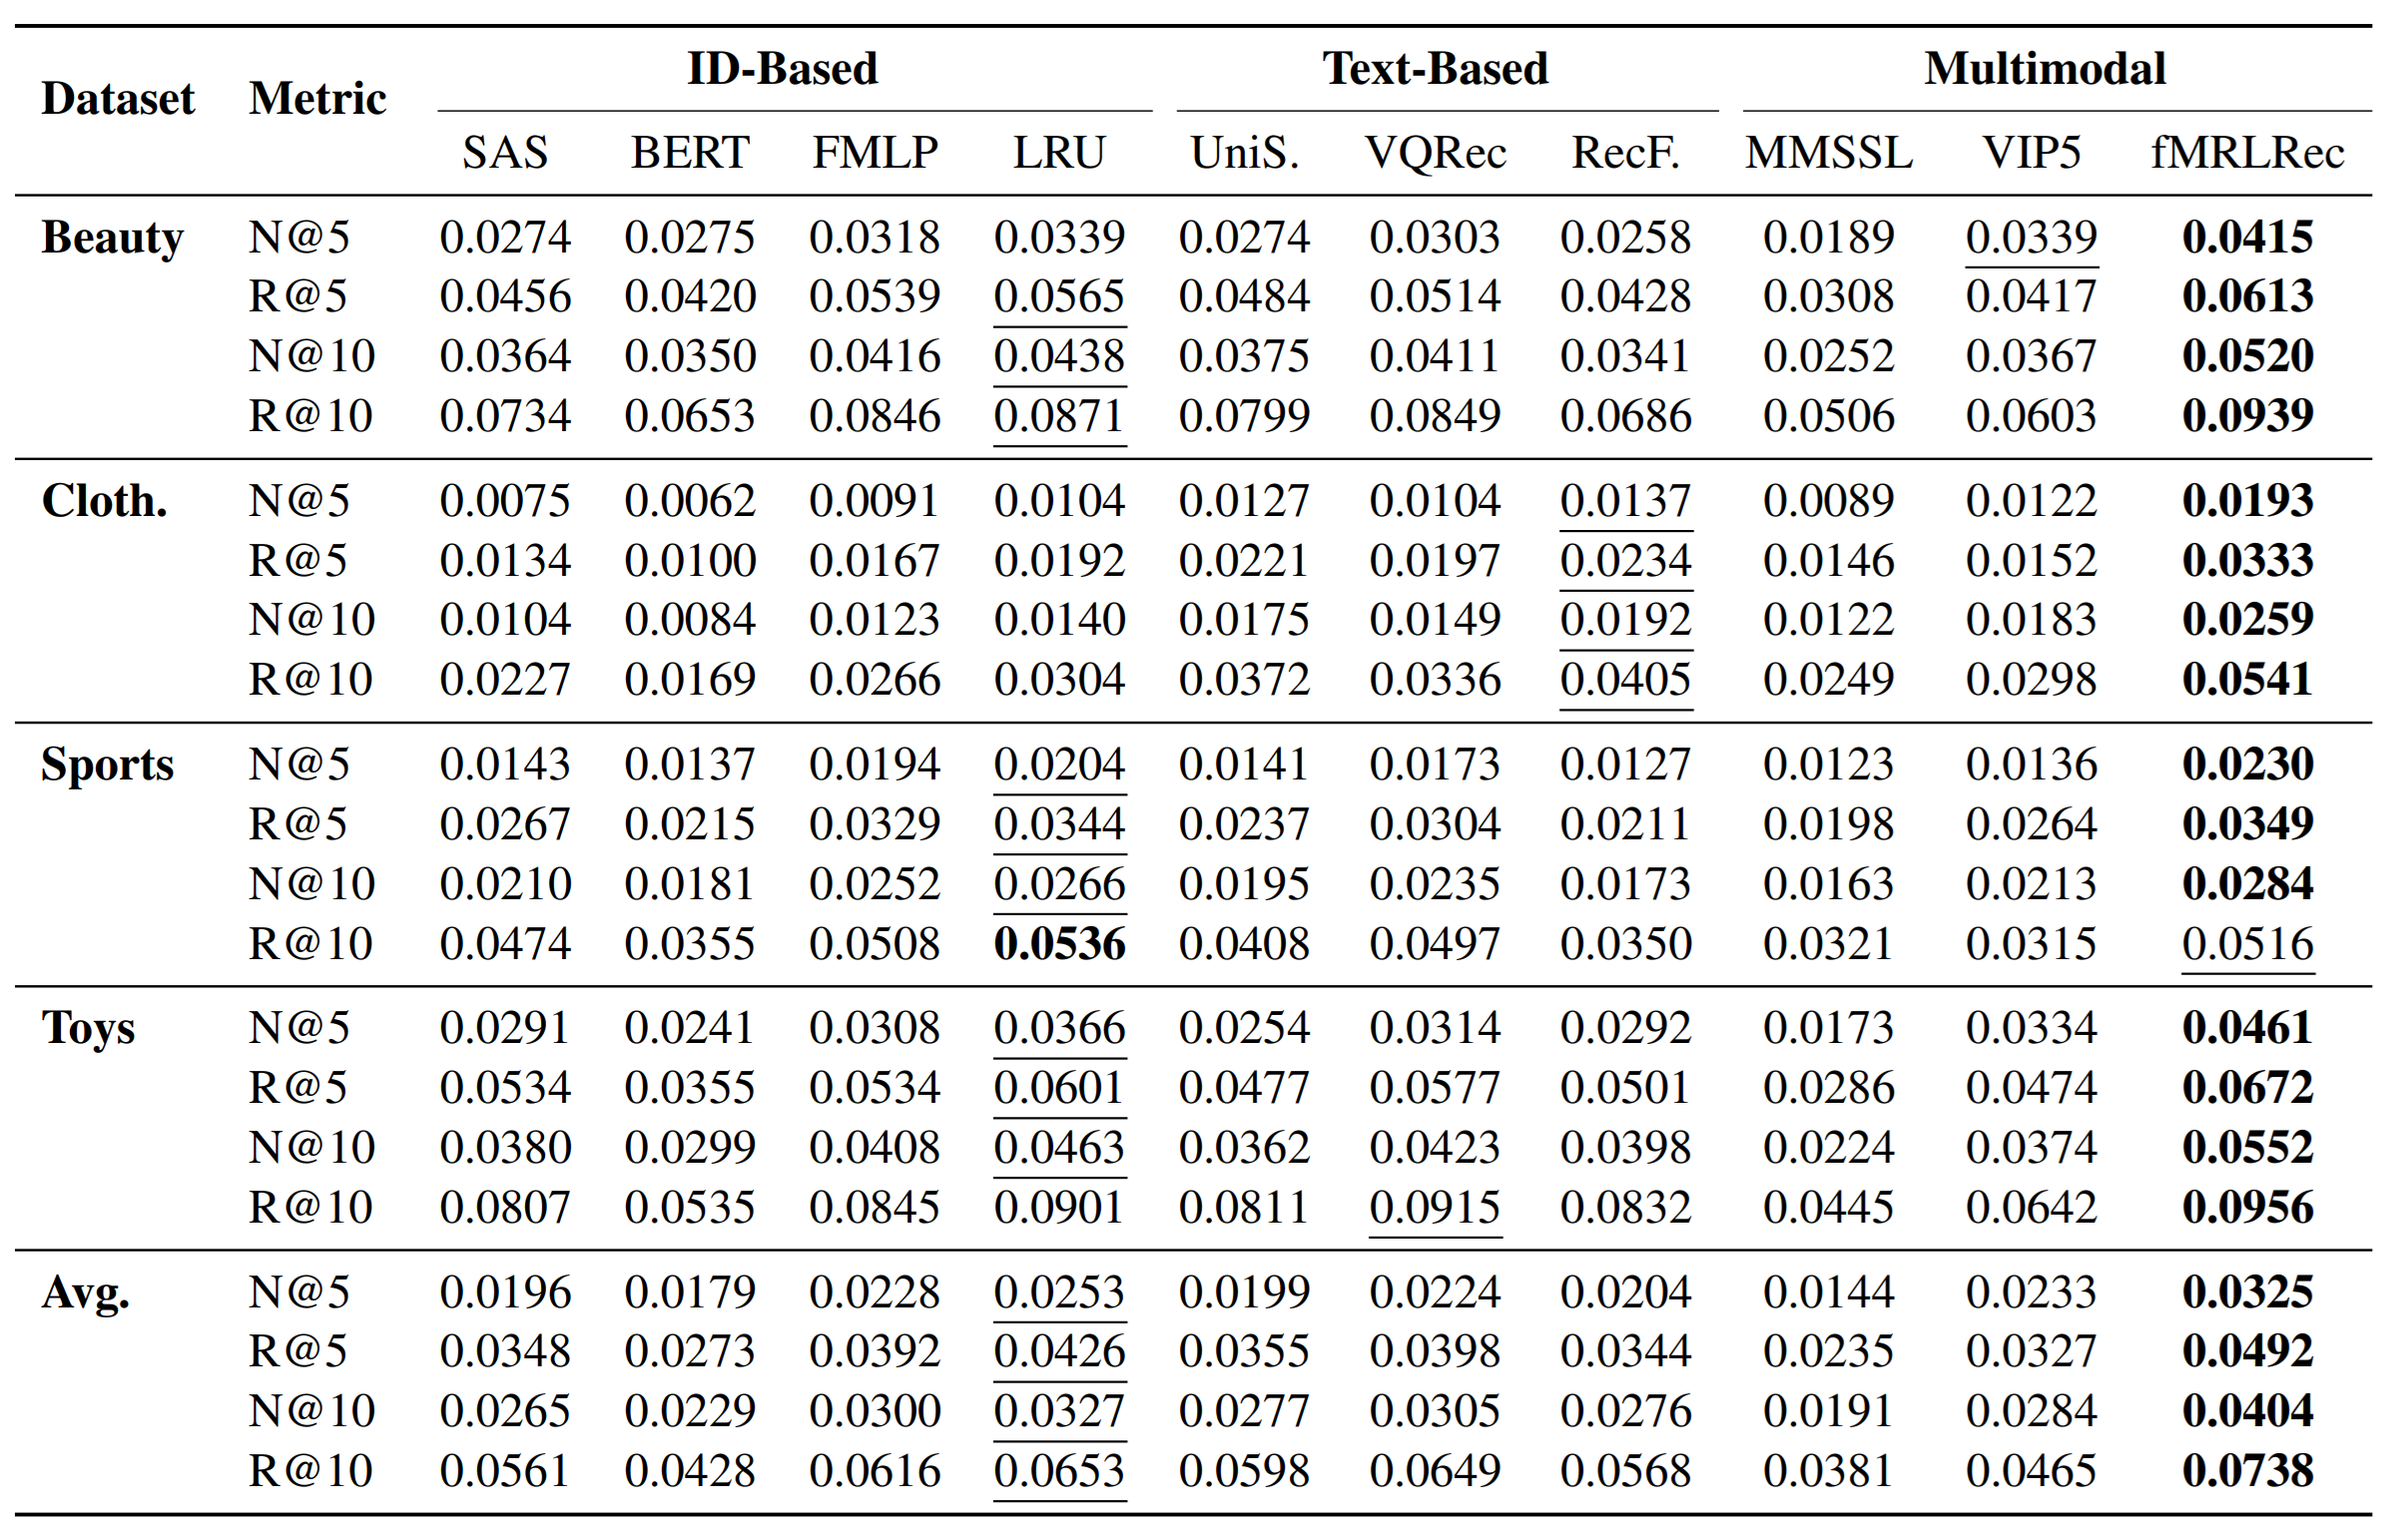 ID-Based Text-Based Multimodal
Dataset Metric
SAS BERT FMLP LRU UniS. VQRec RecF. MMSSL VIP5 fMRLRec
Beauty N@5 0.0274 0.0275 0.0318 0.0339 0.0274 0.0303 0.0258 0.0189 0.0339 0.0415
R@5 0.0456 0.0420 0.0539 0.0565 0.0484 0.0514 0.0428 0.0308 0.0417 0.0613
N@10 0.0364 0.0350 0.0416 0.0438 0.0375 0.0411 0.0341 0.0252 0.0367 0.0520
R@10 0.0734 0.0653 0.0846 0.0871 0.0799 0.0849 0.0686 0.0506 0.0603 0.0939
Cloth. N@5 0.0075 0.0062 0.0091 0.0104 0.0127 0.0104 0.0137 0.0089 0.0122 0.0193
R@5 0.0134 0.0100 0.0167 0.0192 0.0221 0.0197 0.0234 0.0146 0.0152 0.0333
N@10 0.0104 0.0084 0.0123 0.0140 0.0175 0.0149 0.0192 0.0122 0.0183 0.0259
R@10 0.0227 0.0169 0.0266 0.0304 0.0372 0.0336 0.0405 0.0249 0.0298 0.0541
Sports N@5 0.0143 0.0137 0.0194 0.0204 0.0141 0.0173 0.0127 0.0123 0.0136 0.0230
R@5 0.0267 0.0215 0.0329 0.0344 0.0237 0.0304 0.0211 0.0198 0.0264 0.0349
N@10 0.0210 0.0181 0.0252 0.0266 0.0195 0.0235 0.0173 0.0163 0.0213 0.0284
R@10 0.0474 0.0355 0.0508 0.0536 0.0408 0.0497 0.0350 0.0321 0.0315 0.0516
Toys N@5 0.0291 0.0241 0.0308 0.0366 0.0254 0.0314 0.0292 0.0173 0.0334 0.0461
R@5 0.0534 0.0355 0.0534 0.0601 0.0477 0.0577 0.0501 0.0286 0.0474 0.0672
N@10 0.0380 0.0299 0.0408 0.0463 0.0362 0.0423 0.0398 0.0224 0.0374 0.0552
R@10 0.0807 0.0535 0.0845 0.0901 0.0811 0.0915 0.0832 0.0445 0.0642 0.0956
Avg. N@5 0.0196 0.0179 0.0228 0.0253 0.0199 0.0224 0.0204 0.0144 0.0233 0.0325
R@5 0.0348 0.0273 0.0392 0.0426 0.0355 0.0398 0.0344 0.0235 0.0327 0.0492
N@10 0.0265 0.0229 0.0300 0.0327 0.0277 0.0305 0.0276 0.0191 0.0284 0.0404
R@10 0.0561 0.0428 0.0616 0.0653 0.0598 0.0649 0.0568 0.0381 0.0465 0.0738